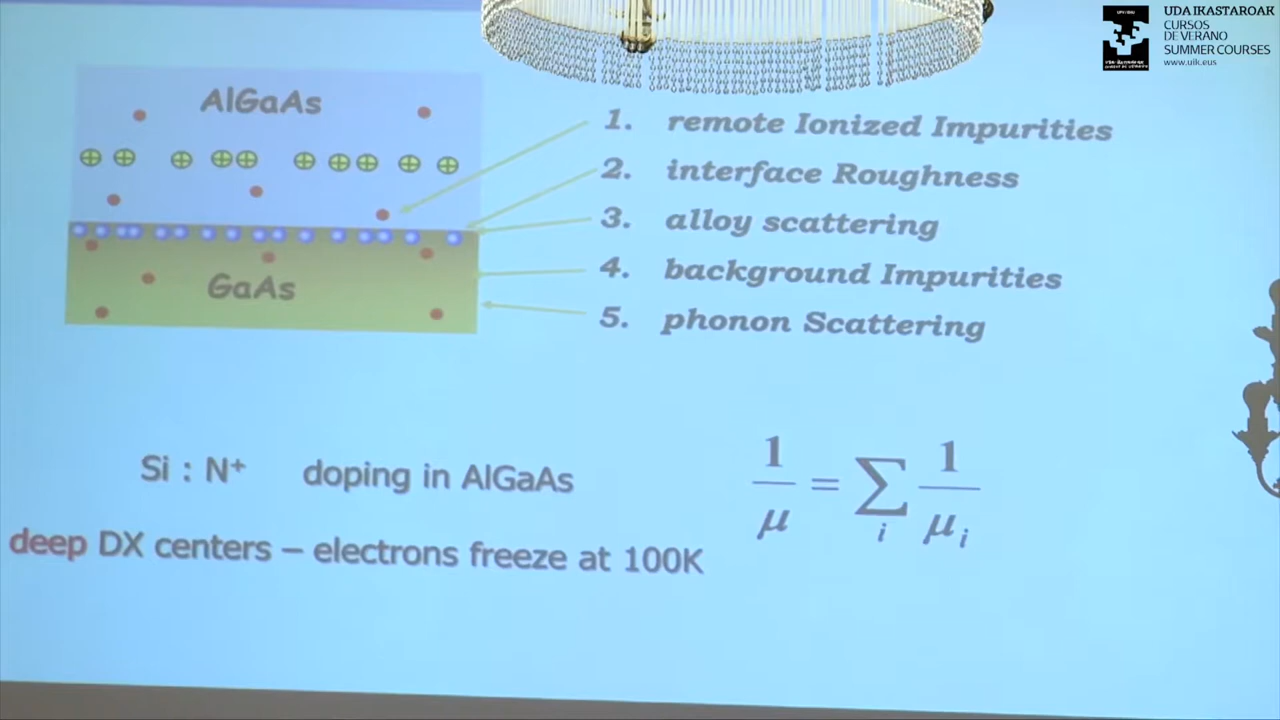 UDA IKASTAROAK
CURSOS
DE VERANO
SUMMER COURSES
www.uik.eus
AlGaAs
GaAs
1. remote Ionized Impurities
2. interface Roughness
3. alloy scattering
4. background Impurities
5. phonon Scattering
Si : N⁺ doping in AlGaAs
deep DX centers – electrons freeze at 100K
1/μ = ∑i 1/μi